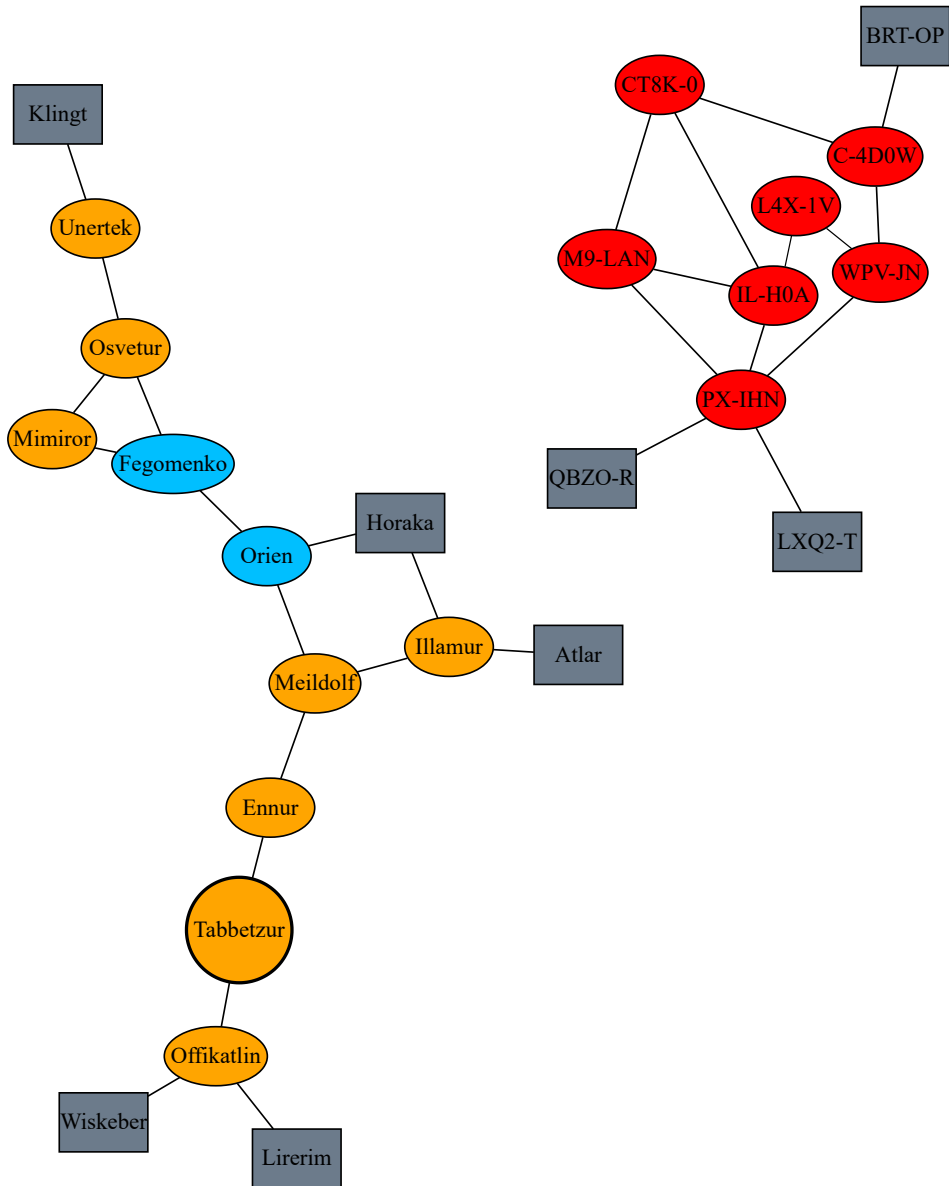 BRT-OP
CT8K-0
Klingt
C-4D0W
L4X-1V
Unertek
M9-LAN
WPV-JN
IL-H0A
Osvetur
PX-IHN
Mimiror
Fegomenko
QBZO-R
Horaka
LXQ2-T
Orien
Illamur
Atlar
Meildolf
Ennur
Tabbetzur
Offikatlin
Wiskeber
Lirerim